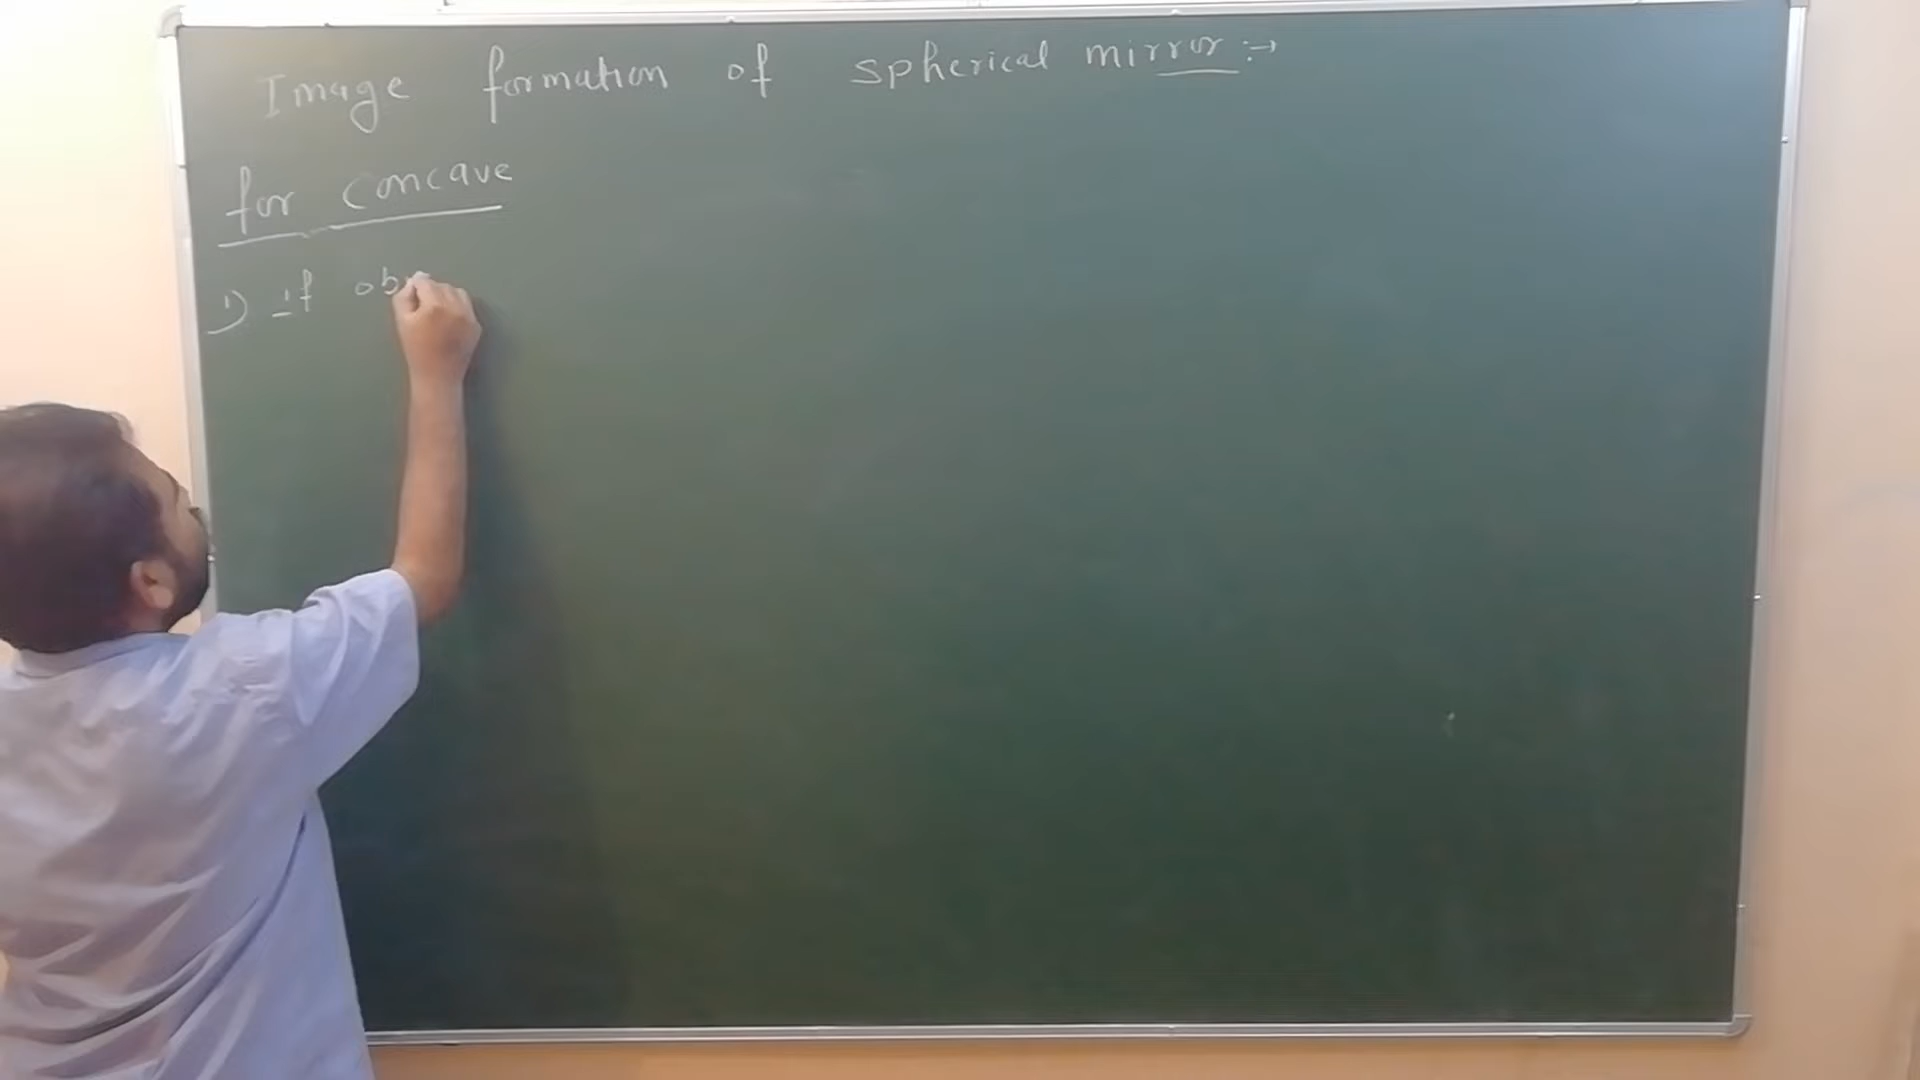 Image formation of spherical mirror :→
for concave
1) if ob